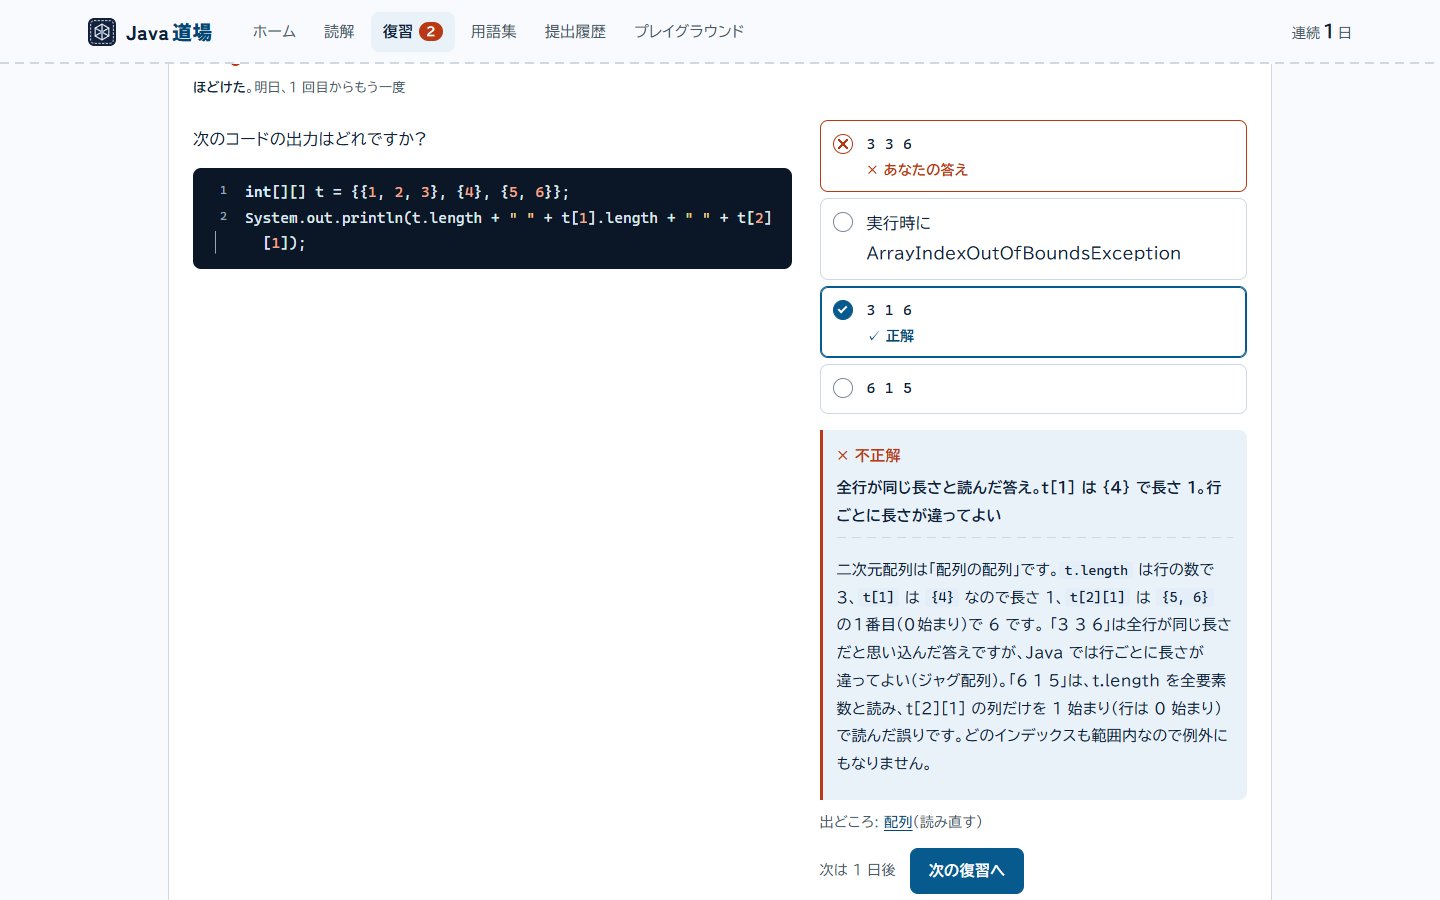 Java 道場
ホーム
読解
復習 2
用語集
提出履歴
プレイグラウンド
連続 1 日
ほどけた。明日、1 回目からもう一度
次のコードの出力はどれですか?
1 int[][] t = {{1, 2, 3}, {4}, {5, 6}};
2 System.out.println(t.length + " " + t[1].length + " " + t[2]
[1]);
3 3 6
× あなたの答え
実行時に
ArrayIndexOutOfBoundsException
3 1 6
✓ 正解
6 1 5
× 不正解
全行が同じ長さと読んだ答え。t[1] は {4} で長さ 1。行
ごとに長さが違ってよい
二次元配列は「配列の配列」です。 t.length は行の数で
3、 t[1] は {4} なので長さ 1、 t[2][1] は {5, 6}
の1番目(0始まり)で 6 です。「3 3 6」は全行が同じ長さ
だと思い込んだ答えですが、Java では行ごとに長さが
違ってよい(ジャグ配列)。「6 1 5」は、t.length を全要素
数と読み、t[2][1] の列だけを 1 始まり(行は 0 始まり)
で読んだ誤りです。どのインデックスも範囲内なので例外に
もなりません。
出どころ: 配列(読み直す)
次は 1 日後
次の復習へ